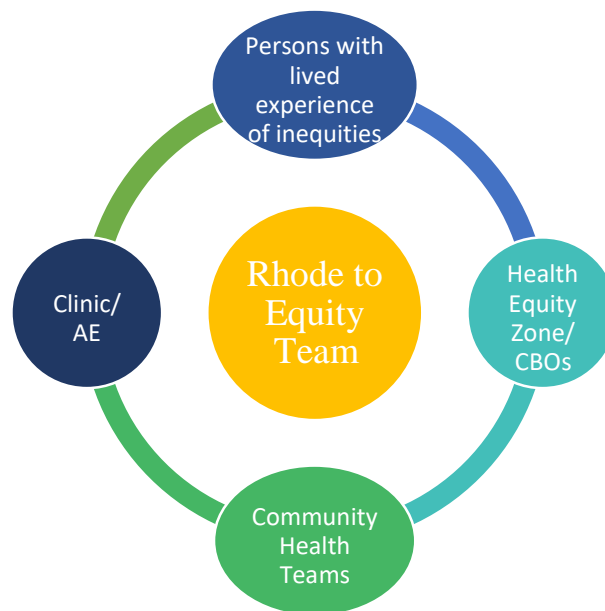 Persons with
lived
experience
of inequities
Clinic/
AE
Rhode to
Equity
Team
Health
Equity
Zone/
CBOs
Community
Health
Teams